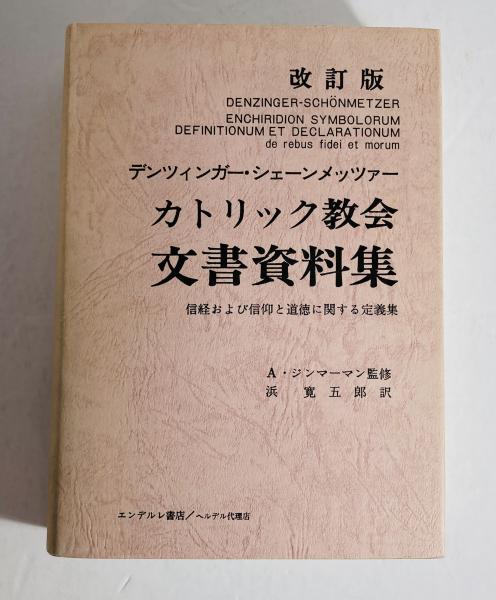 改訂版
DENZINGER-SCHÖNMETZER
ENCHIRIDION SYMBOLORUM
DEFINITIONUM ET DECLARATIONUM
de rebus fidei et morum
デンツィンガー・シェーンメッツァー
カトリック教会
文書資料集
信経および信仰と道徳に関する定義集
A・ジンマーマン監修
浜 寛五郎訳
エンデルレ書店/ヘルデル代理店